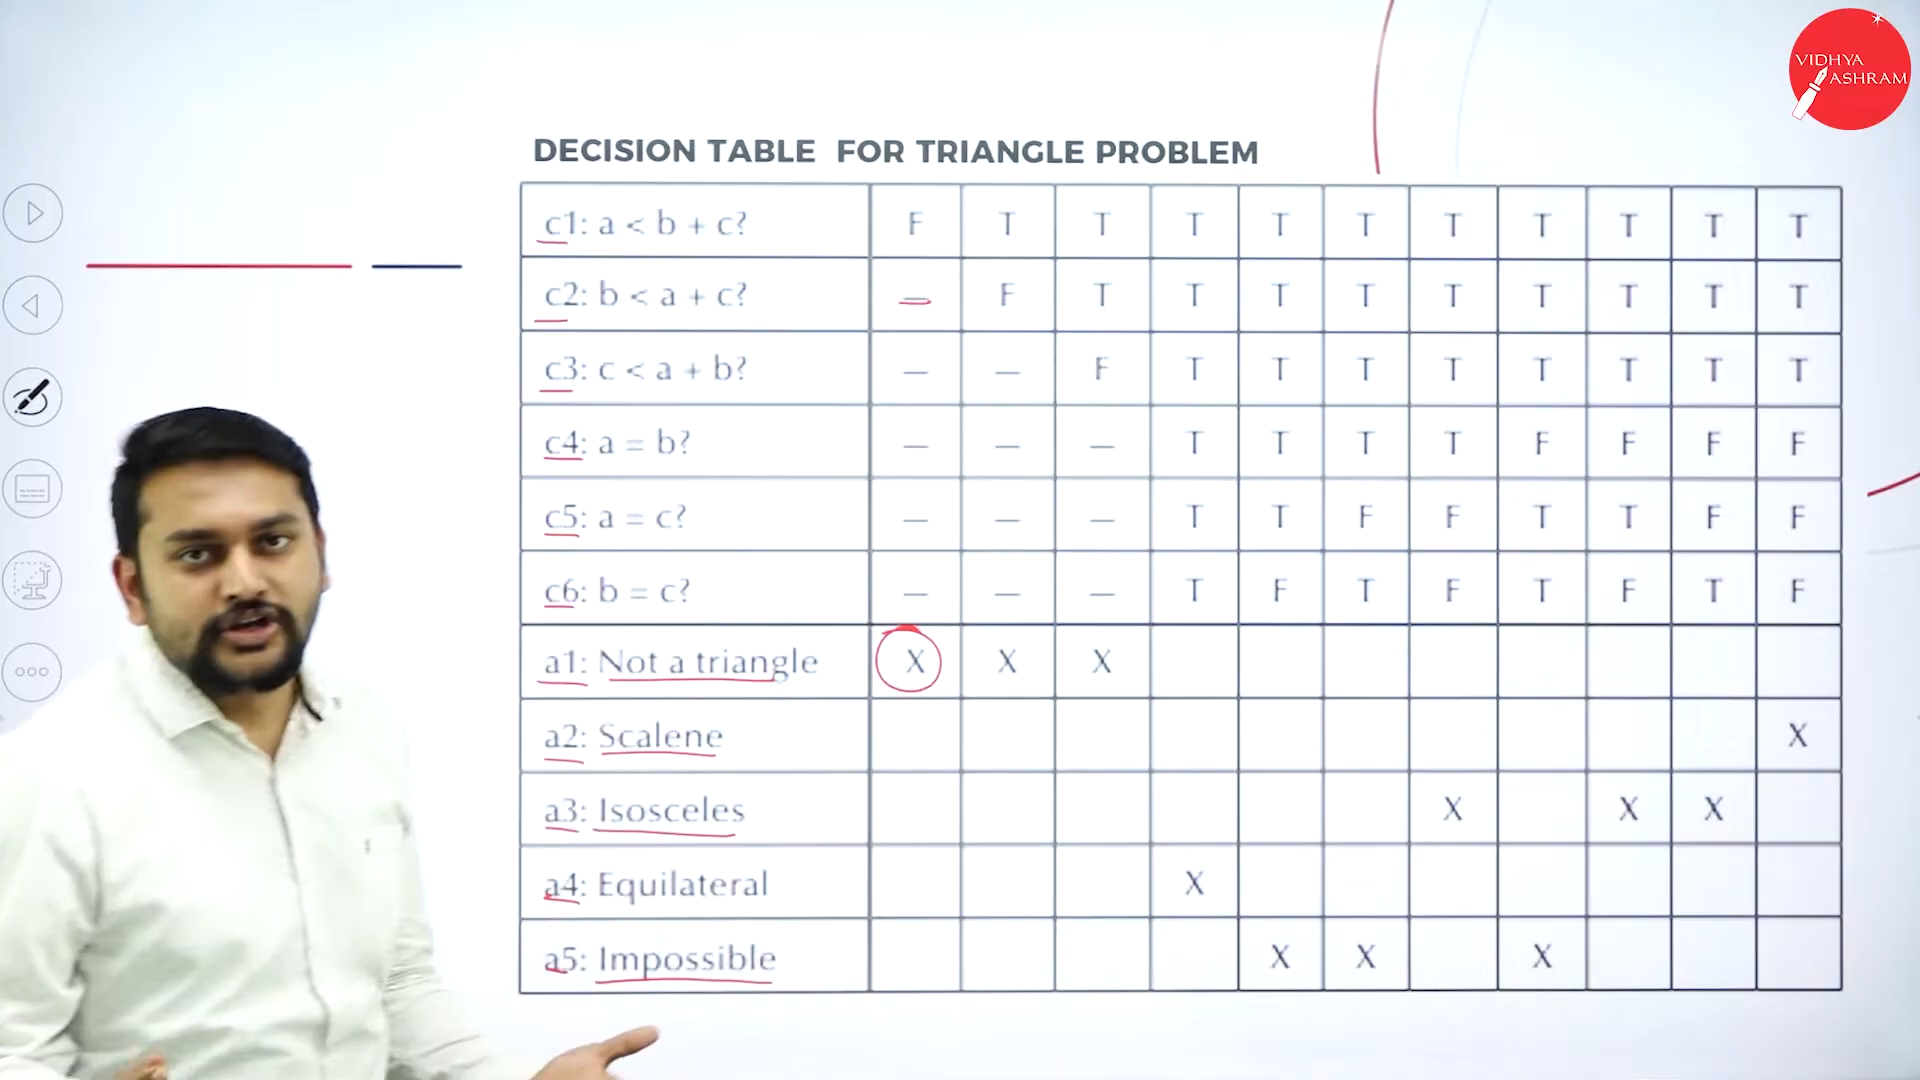 VIDHYA
ASHRAM
DECISION TABLE FOR TRIANGLE PROBLEM
c1: a < b + c? F T T T T T T T T T T
c2: b < a + c? — F T T T T T T T T T
c3: c < a + b? — — F T T T T T T T T
c4: a = b? — — — T T T T F F F F
c5: a = c? — — — T T F F T T F F
c6: b = c? — — — T F T F T F T F
a1: Not a triangle X X X
a2: Scalene X
a3: Isosceles X X X
a4: Equilateral X
a5: Impossible X X X